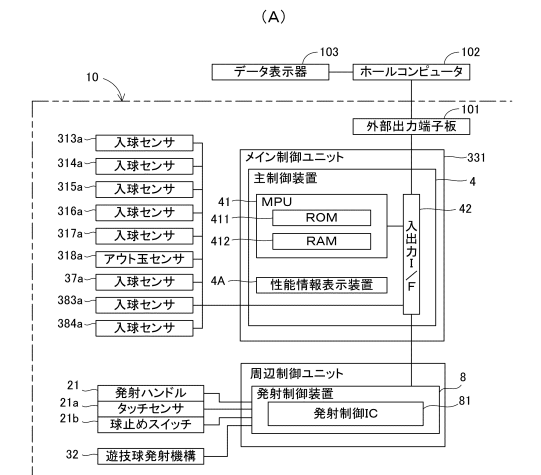 (A)
103
102
データ表示器
ホールコンピュータ
10
101
外部出力端子板
313a
入球センサ
314a
入球センサ
315a
入球センサ
316a
入球センサ
317a
入球センサ
318a
アウト玉センサ
37a
入球センサ
383a
入球センサ
384a
入球センサ
メイン制御ユニット
331
主制御装置
4
41
MPU
42
411
ROM
412
RAM
入出力I/F
4A
性能情報表示装置
周辺制御ユニット
21
発射ハンドル
発射制御装置
8
21a
タッチセンサ
発射制御IC
81
21b
球止めスイッチ
32
遊技球発射機構